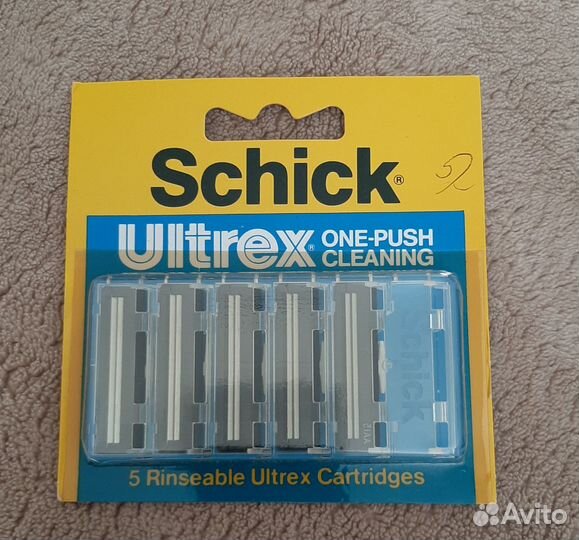 Schick®
52
Ultrex® ONE-PUSH
CLEANING
Schick
5 Rinseable Ultrex Cartridges
Avito